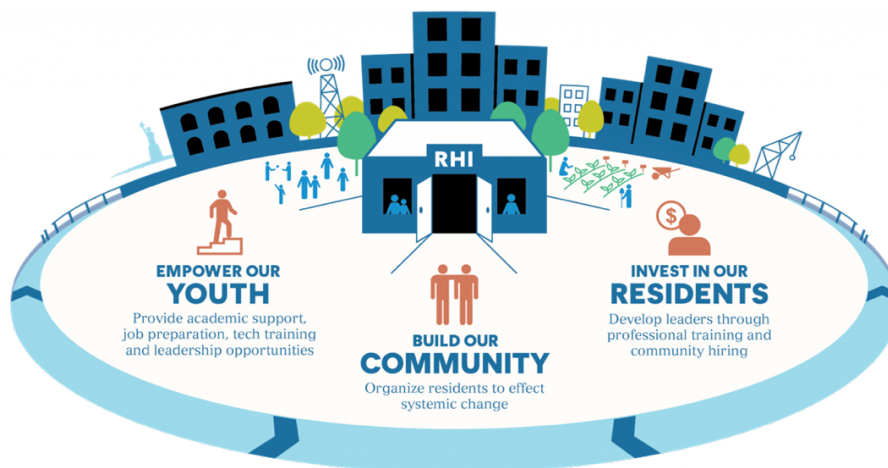 RHI
EMPOWER OUR
YOUTH
Provide academic support,
job preparation, tech training
and leadership opportunities
BUILD OUR
COMMUNITY
Organize residents to effect
systemic change
$
INVEST IN OUR
RESIDENTS
Develop leaders through
professional training and
community hiring